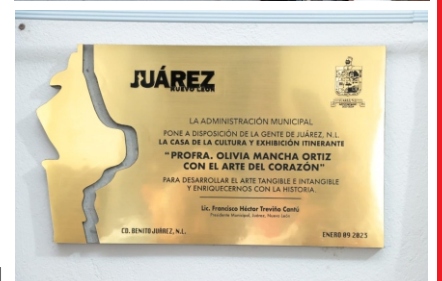 JUÁREZ
NUEVO LEÓN
LA ADMINISTRACIÓN MUNICIPAL
PONE A DISPOSICIÓN DE LA GENTE DE JUÁREZ, N.L.
LA CASA DE LA CULTURA Y EXHIBICIÓN ITINERANTE
"PROFRA. OLIVIA MANCHA ORTIZ
CON EL ARTE DEL CORAZÓN"
PARA DESARROLLAR EL ARTE TANGIBLE E INTANGIBLE
Y ENRIQUECERNOS CON LA HISTORIA
Lic. Francisco Héctor Treviño Cantú
Presidente Municipal, Juárez, Nuevo León
CD. BENITO JUÁREZ, N.L.
ENERO 09 2023